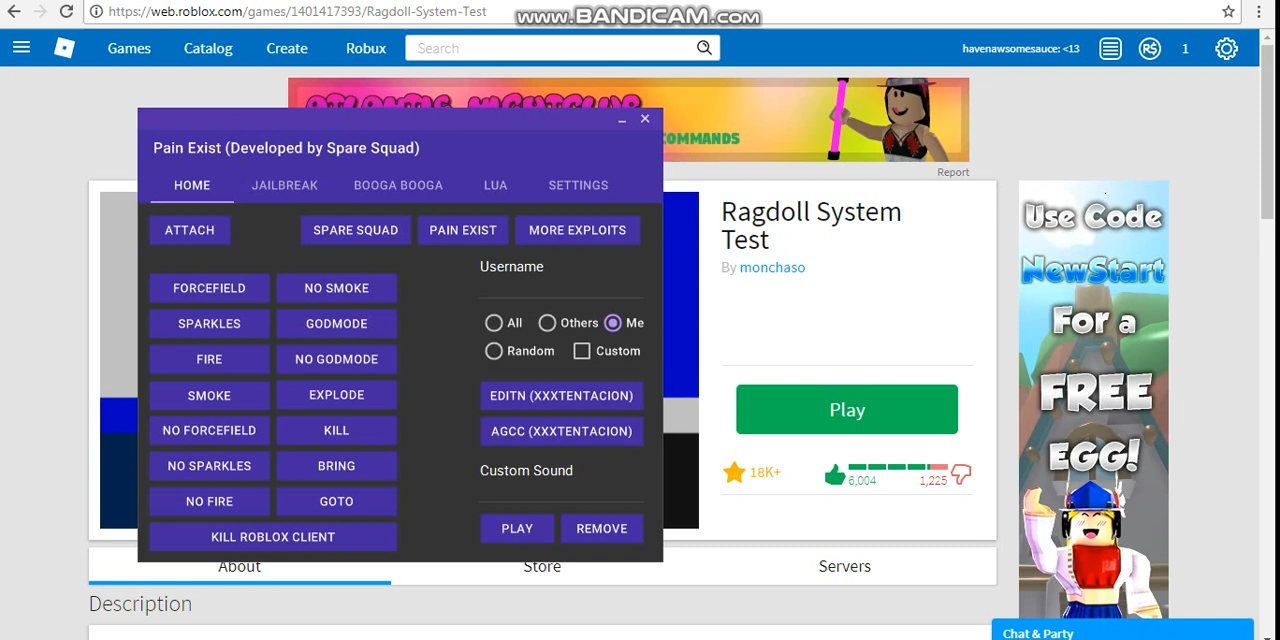 https://web.roblox.com/games/1401417393/Ragdoll-System-Test
www.BANDICAM.com
Games
Catalog
Create
Robux
Search
havenawsomesauce: <13
R$
1
COMMANDS
Report
Pain Exist (Developed by Spare Squad)
HOME
JAILBREAK
BOOGA BOOGA
LUA
SETTINGS
ATTACH
SPARE SQUAD
PAIN EXIST
MORE EXPLOITS
FORCEFIELD
NO SMOKE
SPARKLES
GODMODE
FIRE
NO GODMODE
SMOKE
EXPLODE
NO FORCEFIELD
KILL
NO SPARKLES
BRING
NO FIRE
GOTO
KILL ROBLOX CLIENT
Username
All
Others
Me
Random
Custom
EDITN (XXXTENTACION)
AGCC (XXXTENTACION)
Custom Sound
PLAY
REMOVE
Ragdoll System
Test
By monchaso
Play
18K+
6,004
1,225
Use Code
NewStart
For a
FREE
EGG!
About
Store
Servers
Description
Chat & Party